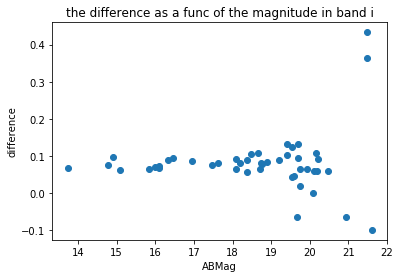 the difference as a func of the magnitude in band i
difference
0.4
0.3
0.2
0.1
0.0
−0.1
14 15 16 17 18 19 20 21 22
ABMag